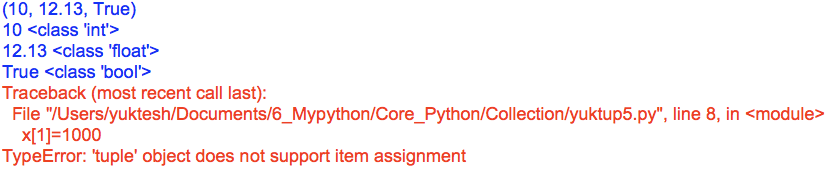 (10, 12.13, True)
10 <class 'int'>
12.13 <class 'float'>
True <class 'bool'>
Traceback (most recent call last):
  File "/Users/yuktesh/Documents/6_Mypython/Core_Python/Collection/yuktup5.py", line 8, in <module>
    x[1]=1000
TypeError: 'tuple' object does not support item assignment